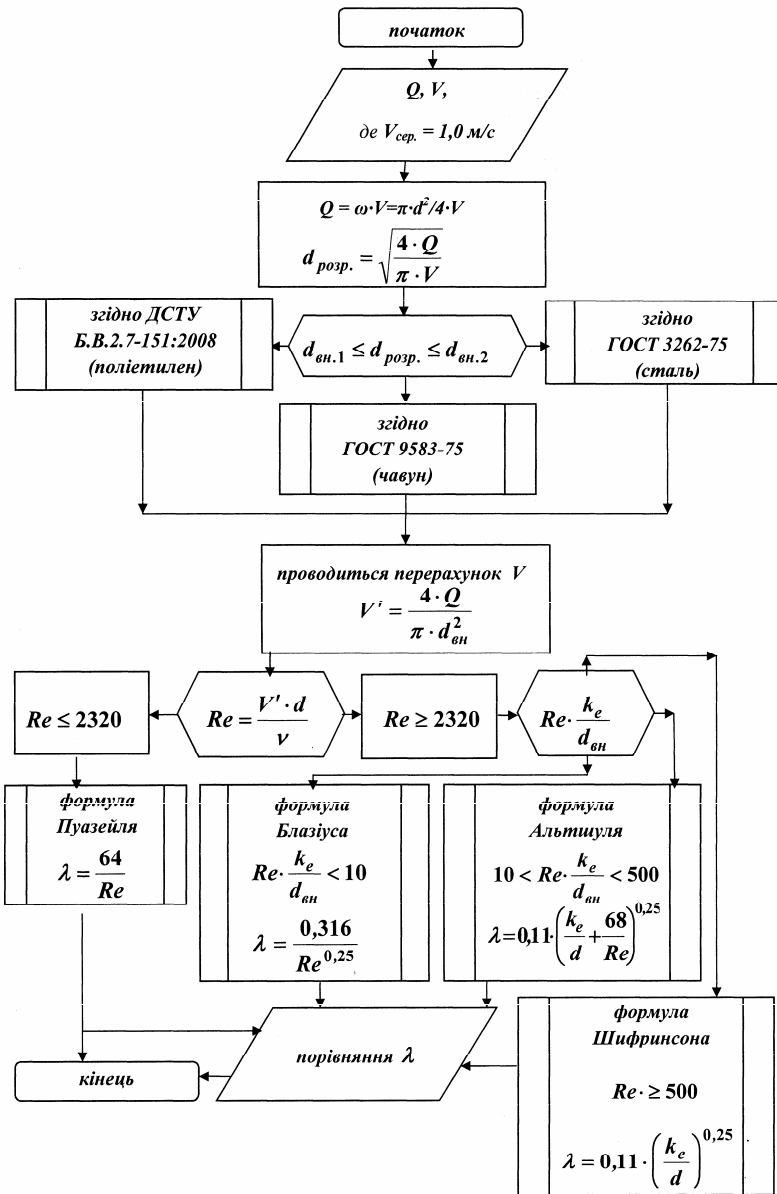 початок
Q, V,
де Vсер. = 1,0 м/с
Q = ω·V=π·d²/4·V
d розр. = √(4 · Q / π · V)
згідно ДСТУ
Б.В.2.7-151:2008
(поліетилен)
dвн.1 ≤ dрозр. ≤ dвн.2
згідно
ГОСТ 3262-75
(сталь)
згідно
ГОСТ 9583-75
(чавун)
проводиться перерахунок V
V' = 4 · Q / π · d²вн
Re ≤ 2320
Re = V' · d / ν
Re ≥ 2320
Re · kе / dвн
формула
Пуазейля
λ = 64 / Re
формула
Блазіуса
Re · kе / dвн < 10
λ = 0,316 / Re^0,25
формула
Альтшуля
10 < Re · kе / dвн < 500
λ=0,11·(kе / d + 68 / Re)^0,25
порівняння λ
кінець
формула
Шифринсона
Re · ≥ 500
λ = 0,11 · (kе / d)^0,25